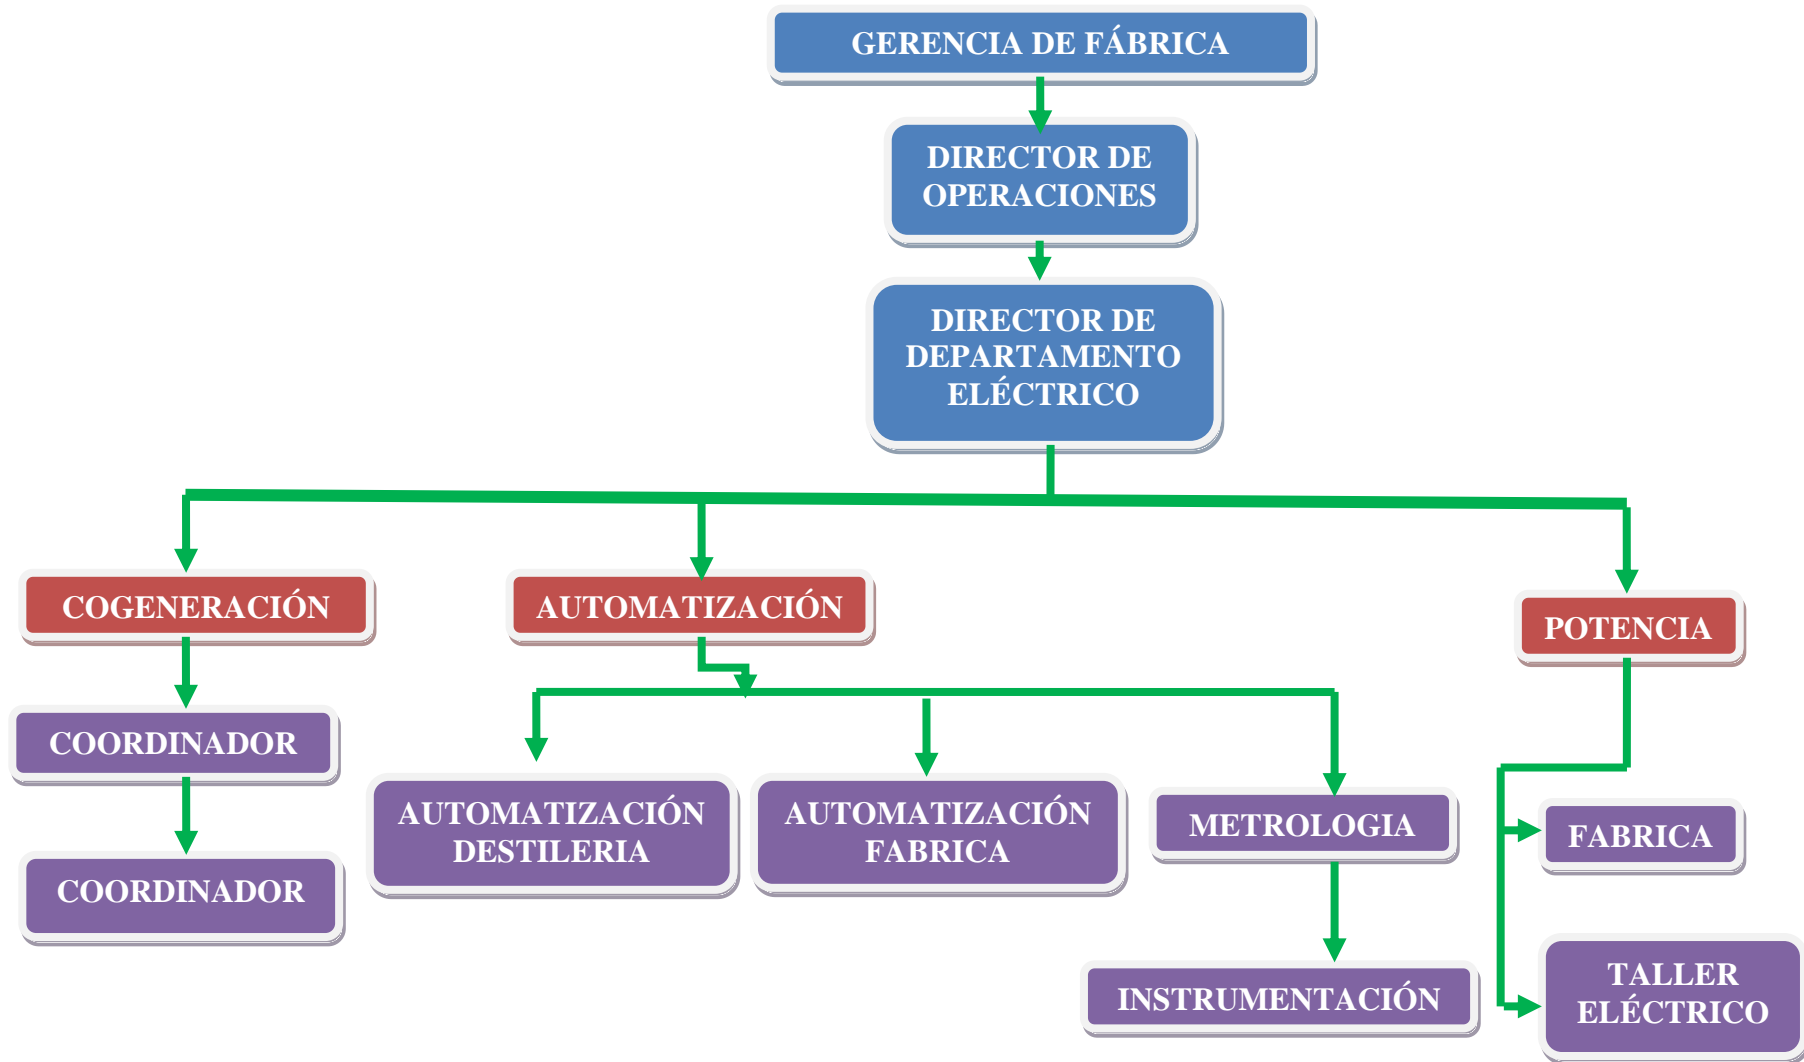 GERENCIA DE FÁBRICA
DIRECTOR DE
OPERACIONES
DIRECTOR DE
DEPARTAMENTO
ELÉCTRICO
COGENERACIÓN
AUTOMATIZACIÓN
POTENCIA
COORDINADOR
AUTOMATIZACIÓN
DESTILERIA
AUTOMATIZACIÓN
FABRICA
METROLOGIA
FABRICA
COORDINADOR
INSTRUMENTACIÓN
TALLER
ELÉCTRICO